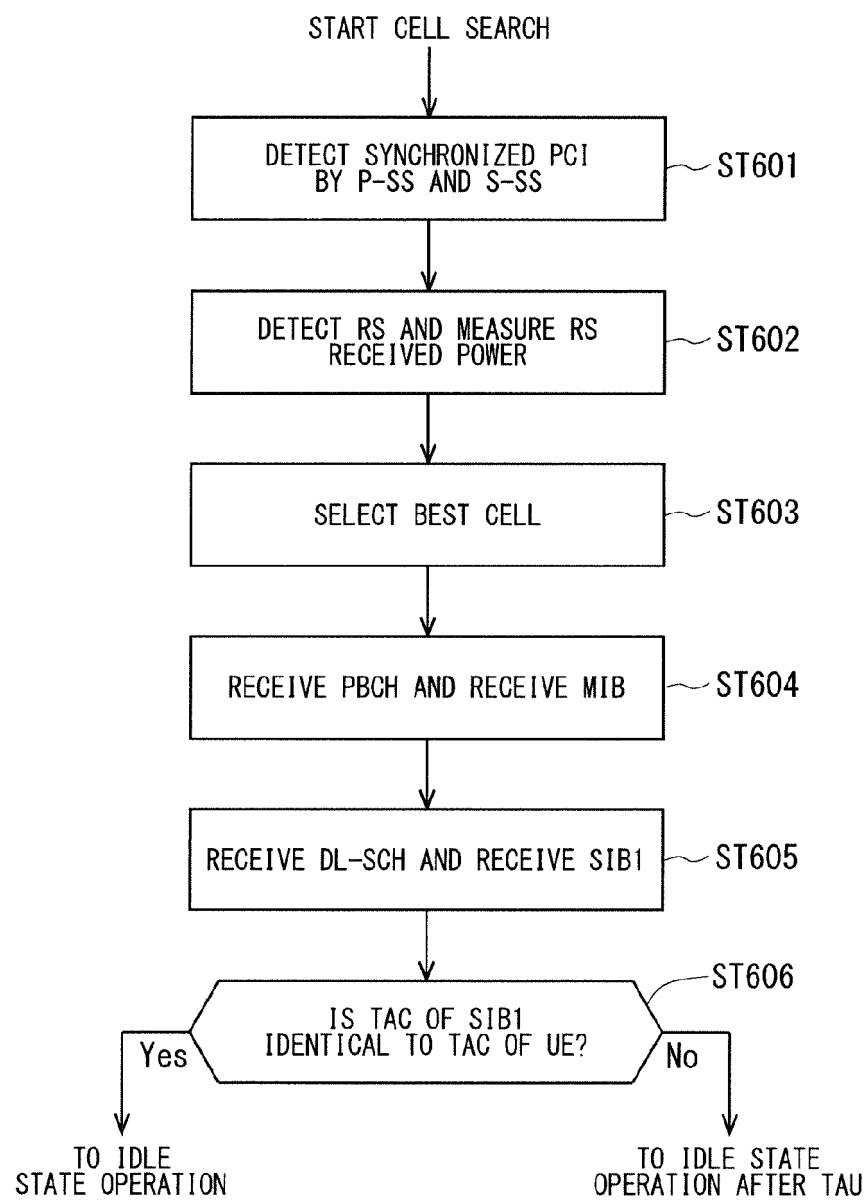 START CELL SEARCH
DETECT SYNCHRONIZED PCI
BY P-SS AND S-SS
ST601
DETECT RS AND MEASURE RS
RECEIVED POWER
ST602
SELECT BEST CELL
ST603
RECEIVE PBCH AND RECEIVE MIB
ST604
RECEIVE DL-SCH AND RECEIVE SIB1
ST605
ST606
IS TAC OF SIB1
IDENTICAL TO TAC OF UE?
Yes
No
TO IDLE
STATE OPERATION
TO IDLE STATE
OPERATION AFTER TAU